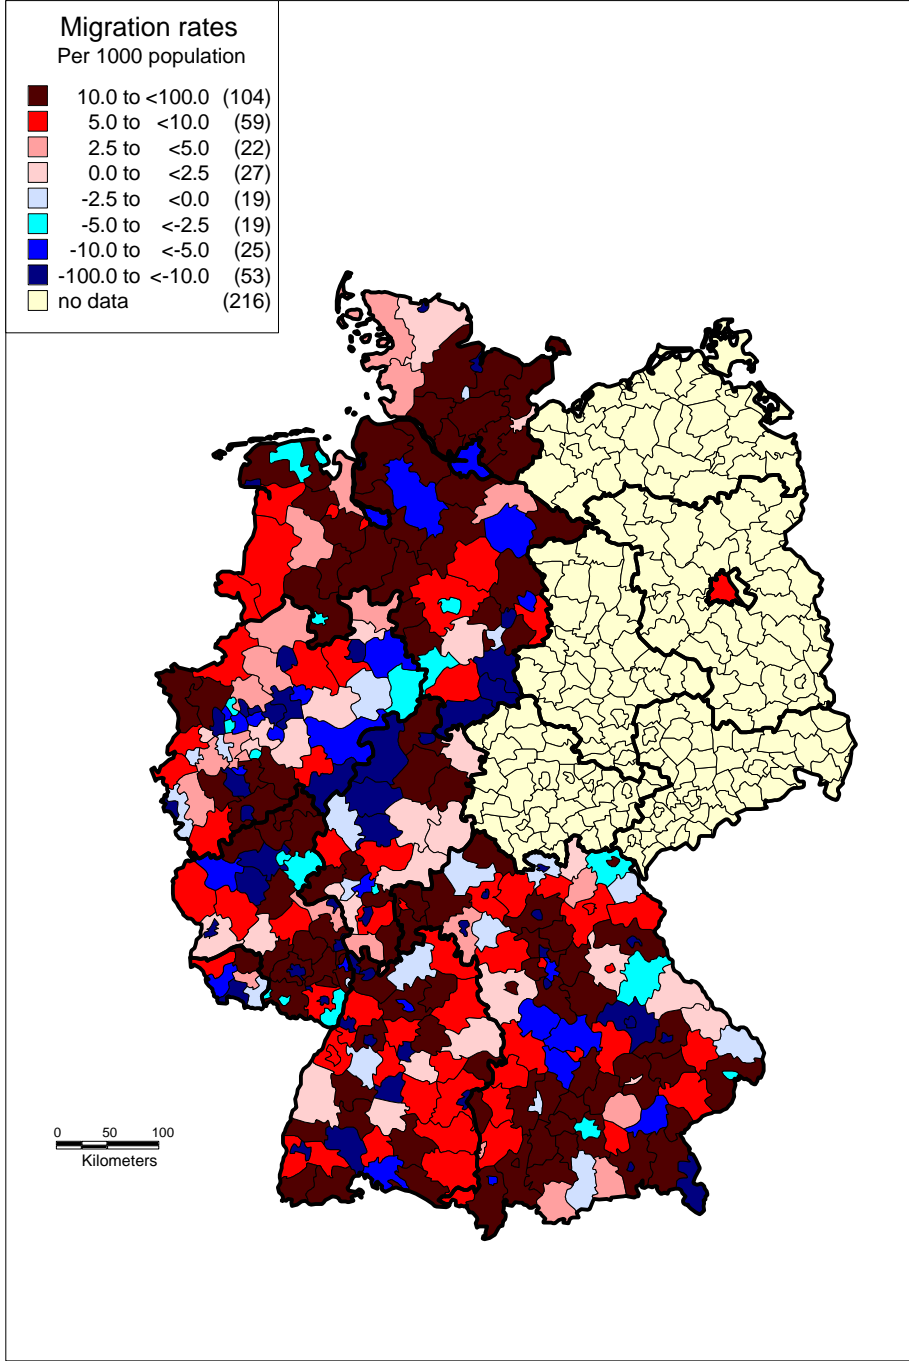 Migration rates
Per 1000 population
10.0 to <100.0 (104)
5.0 to <10.0 (59)
2.5 to <5.0 (22)
0.0 to <2.5 (27)
-2.5 to <0.0 (19)
-5.0 to <-2.5 (19)
-10.0 to <-5.0 (25)
-100.0 to <-10.0 (53)
no data (216)
0 50 100
Kilometers